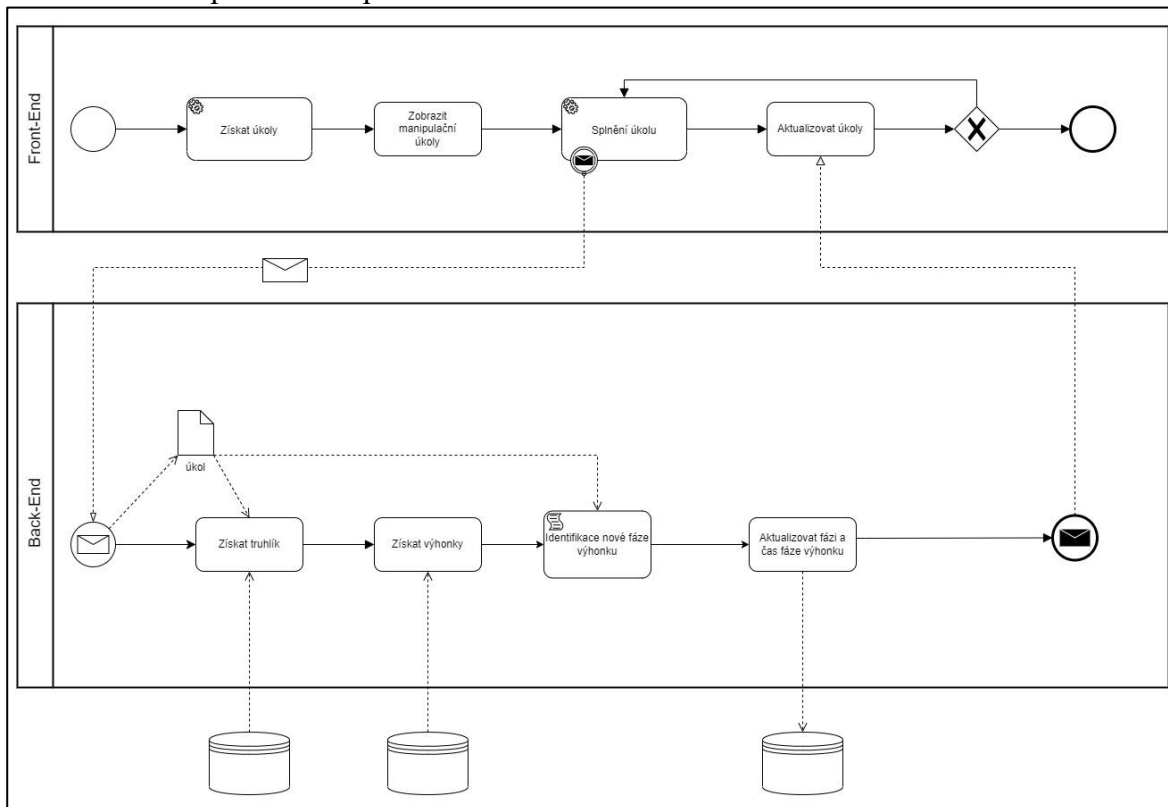 Front-End
Získat úkoly
Zobrazit
manipulační
úkoly
Splnění úkolu
Aktualizovat úkoly
Back-End
úkol
Získat truhlík
Získat výhonky
Identifikace nové fáze
výhonku
Aktualizovat fázi a
čas fáze výhonku